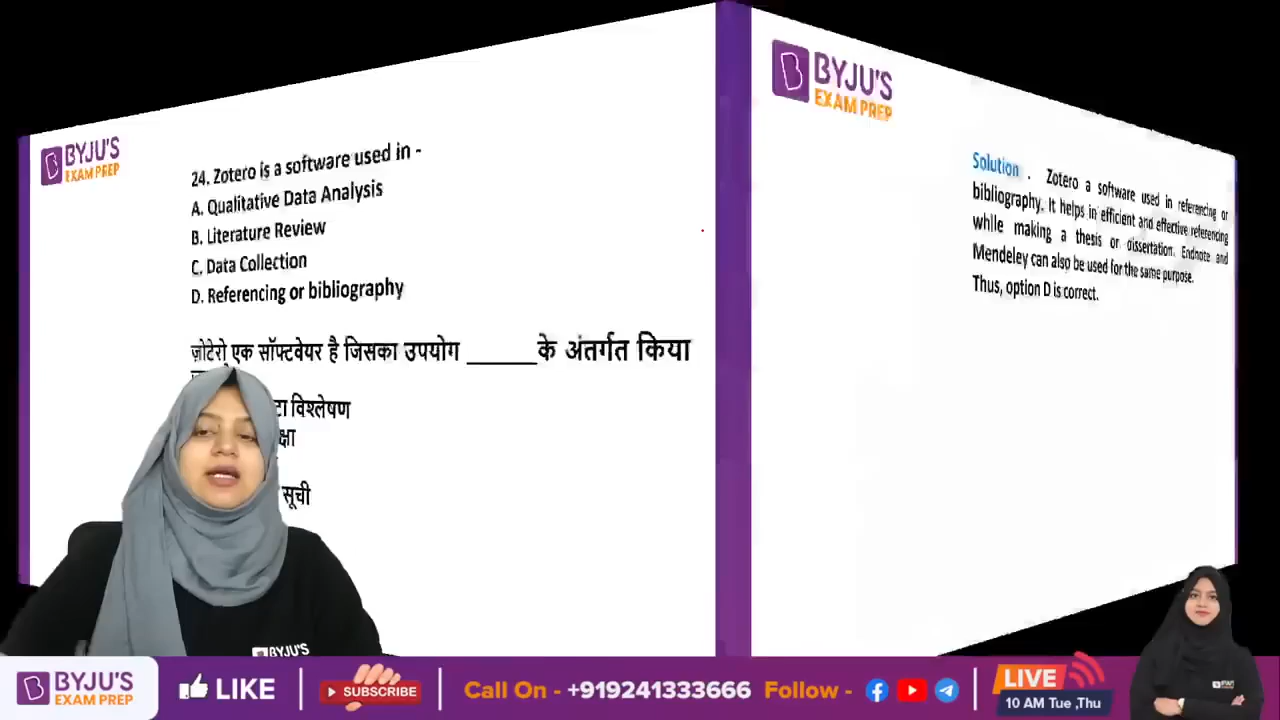 BYJU'S
EXAM PREP
24. Zotero is a software used in -
A. Qualitative Data Analysis
B. Literature Review
C. Data Collection
D. Referencing or bibliography
ज़ोटेरो एक सॉफ्टवेयर है जिसका उपयोग ______के अंतर्गत किया
विश्लेषण
सूची
BYJU'S
EXAM PREP
Solution . Zotero a software used in referencing or
bibliography. It helps in efficient and effective referencing
while making a thesis or dissertation. Endnote and
Mendeley can also be used for the same purpose.
Thus, option D is correct.
BYJU'S
BYJU'S
EXAM PREP
LIKE
SUBSCRIBE
Call On - +919241333666
Follow -
LIVE
10 AM Tue ,Thu